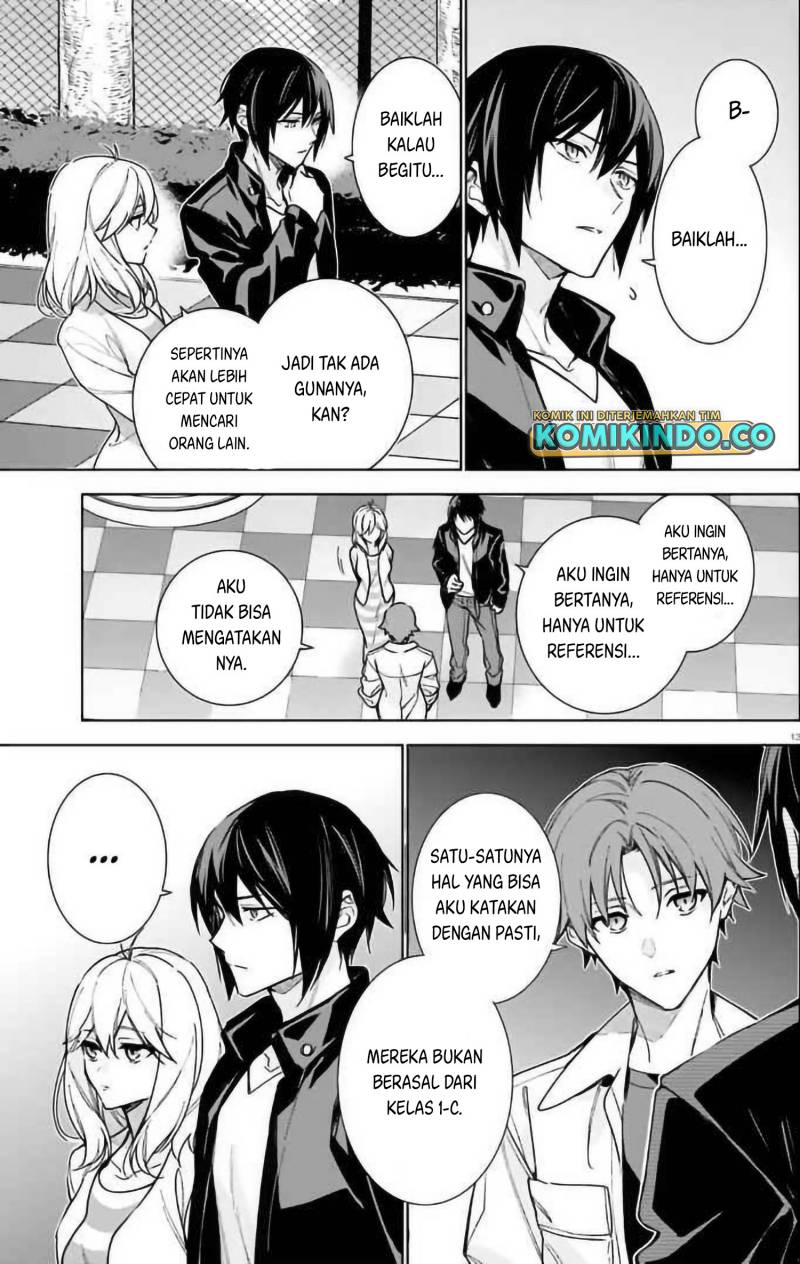 B-
BAIKLAH...
KOMIK INI DITERJEMAHKAN TIM
KOMIKINDO.CO
BAIKLAH
KALAU
BEGITU...
JADI TAK ADA
GUNANYA,
KAN?
SEPERTINYA
AKAN LEBIH
CEPAT UNTUK
MENCARI
ORANG LAIN.
AKU INGIN
BERTANYA,
HANYA UNTUK
REFERENSI...
AKU INGIN
BERTANYA,
HANYA UNTUK
REFERENSI...
AKU
TIDAK BISA
MENGATAKAN
NYA.
13
SATU-SATUNYA
HAL YANG BISA
AKU KATAKAN
DENGAN PASTI,
MEREKA BUKAN
BERASAL DARI
KELAS 1-C.
...